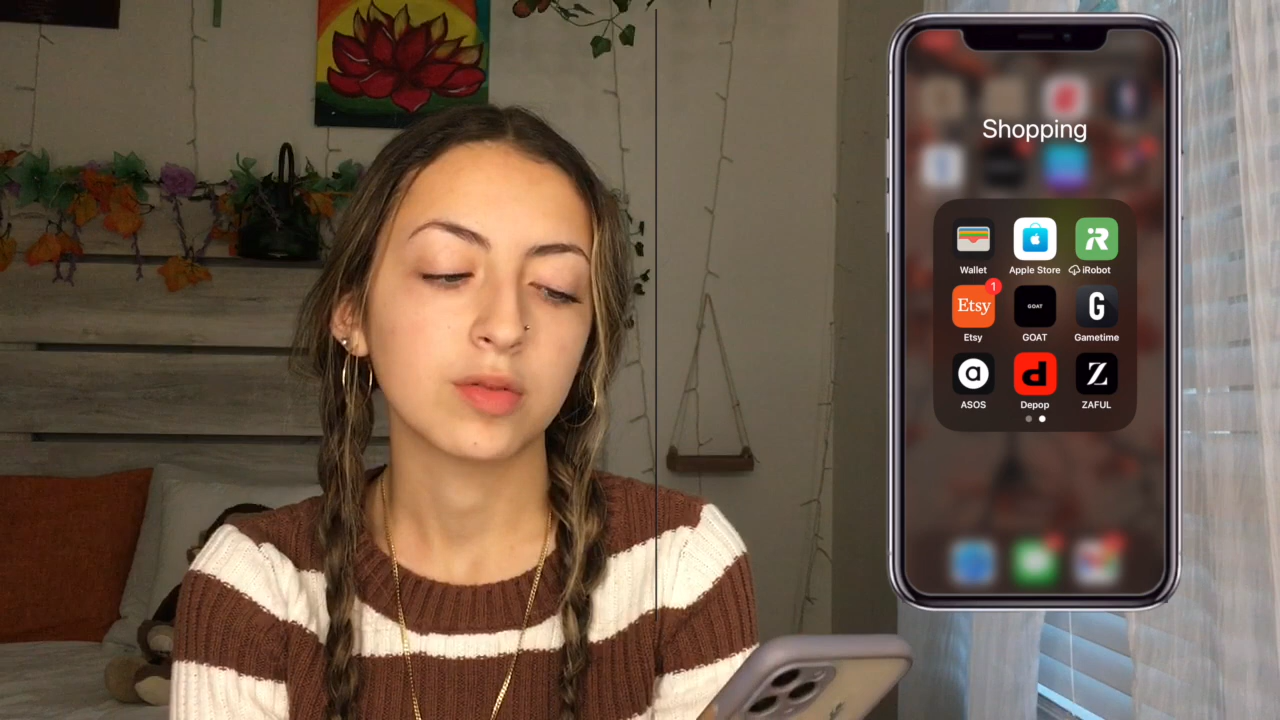 Shopping
Wallet
Apple Store
iRobot
Etsy
1
GOAT
G
Etsy
GOAT
Gametime
a
d
Z
ASOS
Depop
ZAFUL